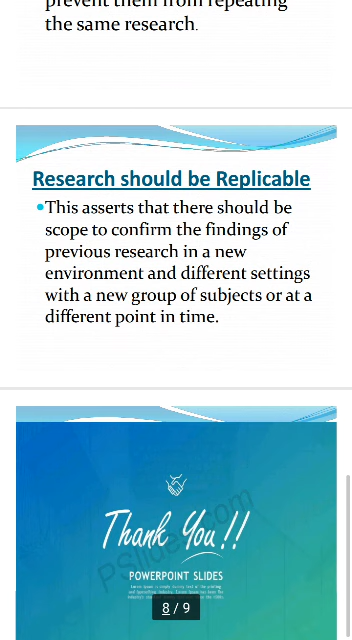 prevent them from repeating
the same research.
Research should be Replicable
•This asserts that there should be
scope to confirm the findings of
previous research in a new
environment and different settings
with a new group of subjects or at a
different point in time.
Thank You!!
POWERPOINT SLIDES
8 / 9